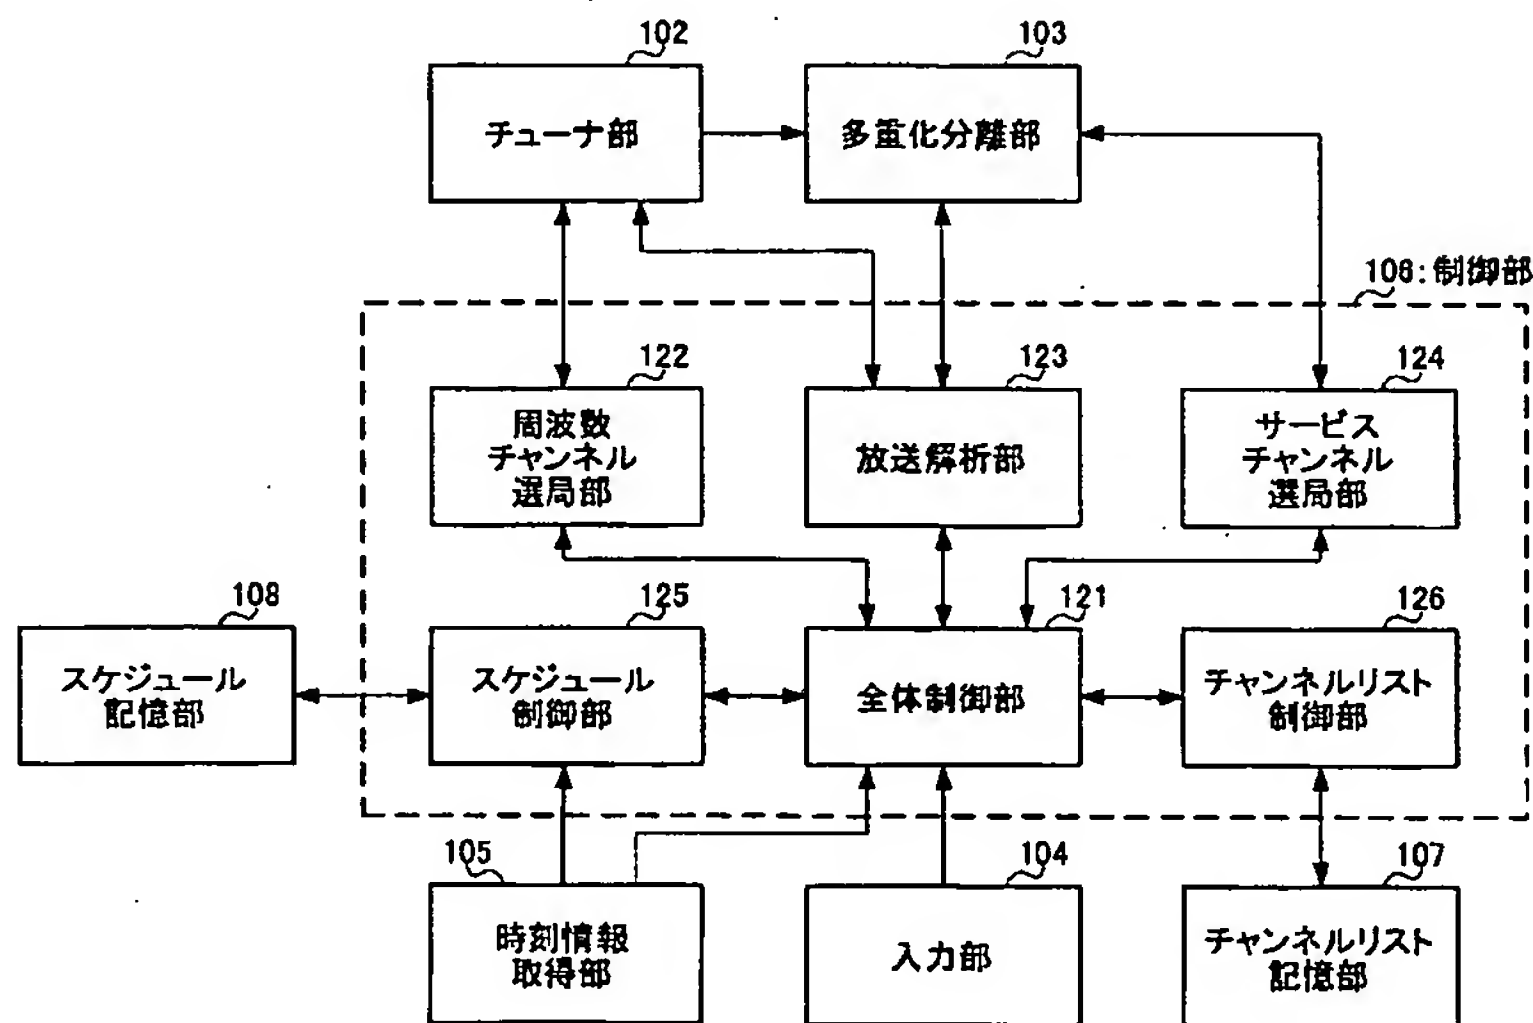 102
チューナ部
103
多重化分離部
106:制御部
122
周波数
チャンネル
選局部
123
放送解析部
124
サービス
チャンネル
選局部
108
スケジュール
記憶部
125
スケジュール
制御部
121
全体制御部
126
チャンネルリスト
制御部
105
時刻情報
取得部
104
入力部
107
チャンネルリスト
記憶部